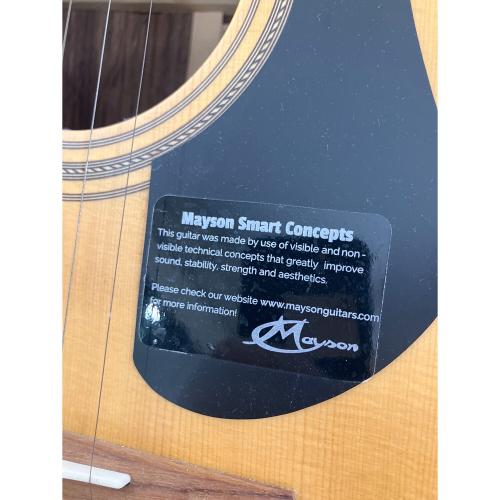 Mayson Smart Concepts
This guitar was made by use of visible and non-
visible technical concepts that greatly improve
sound, stability, strength and aesthetics.
Please check our website www.maysonguitars.com
for more information!
Mayson